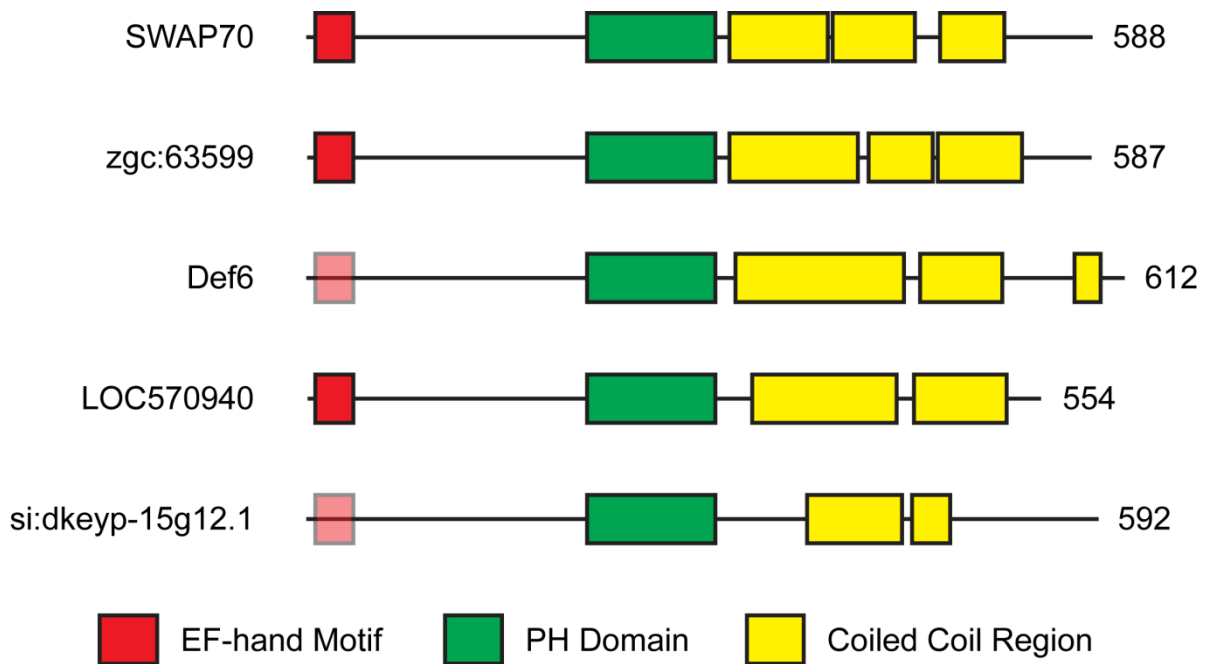 SWAP70 588
zgc:63599 587
Def6 612
LOC570940 554
si:dkeyp-15g12.1 592
EF-hand Motif PH Domain Coiled Coil Region